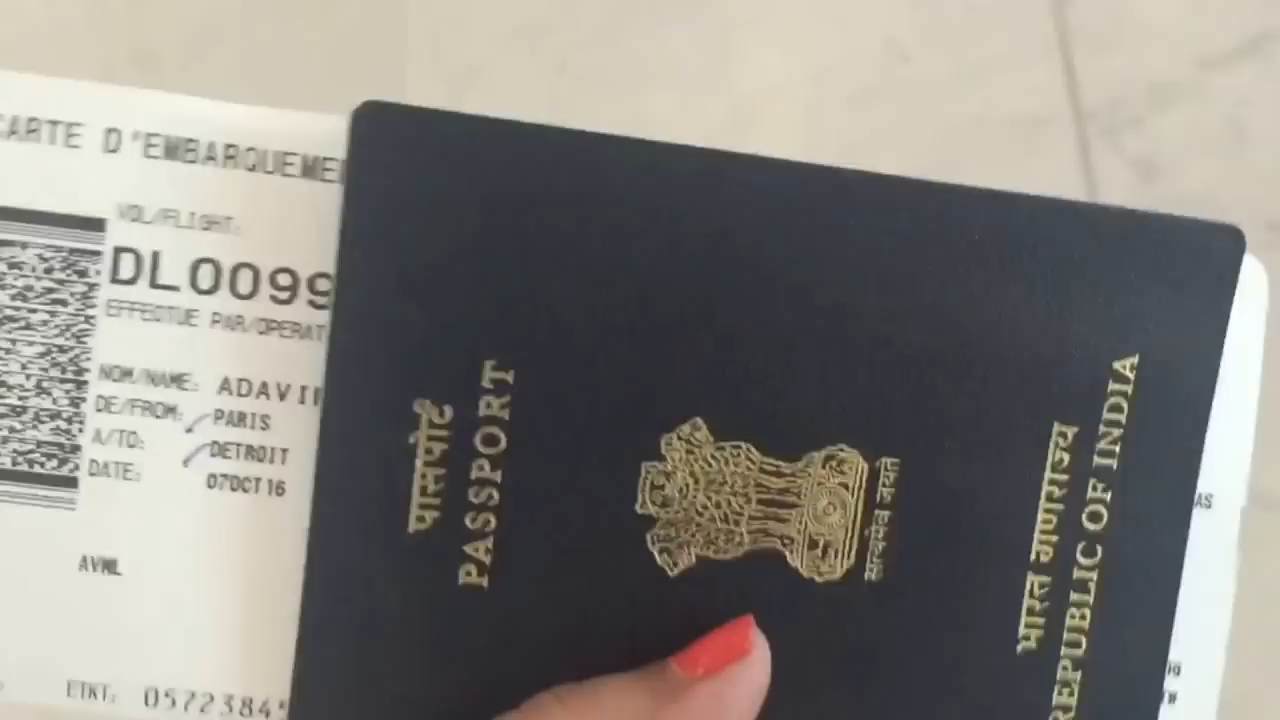 CARTE D'EMBARQUEME
VOL/FLIGHT:
DL0099
EFFECTUE PAR/OPERAT
NOM/NAME: ADAVI
DE/FROM: PARIS
A/TO: DETROIT
DATE: 07OCT16
AVML
ETKT: 0572384
पासपोर्ट
PASSPORT
सत्यमेव जयते
भारत गणराज्य
REPUBLIC OF INDIA
AS